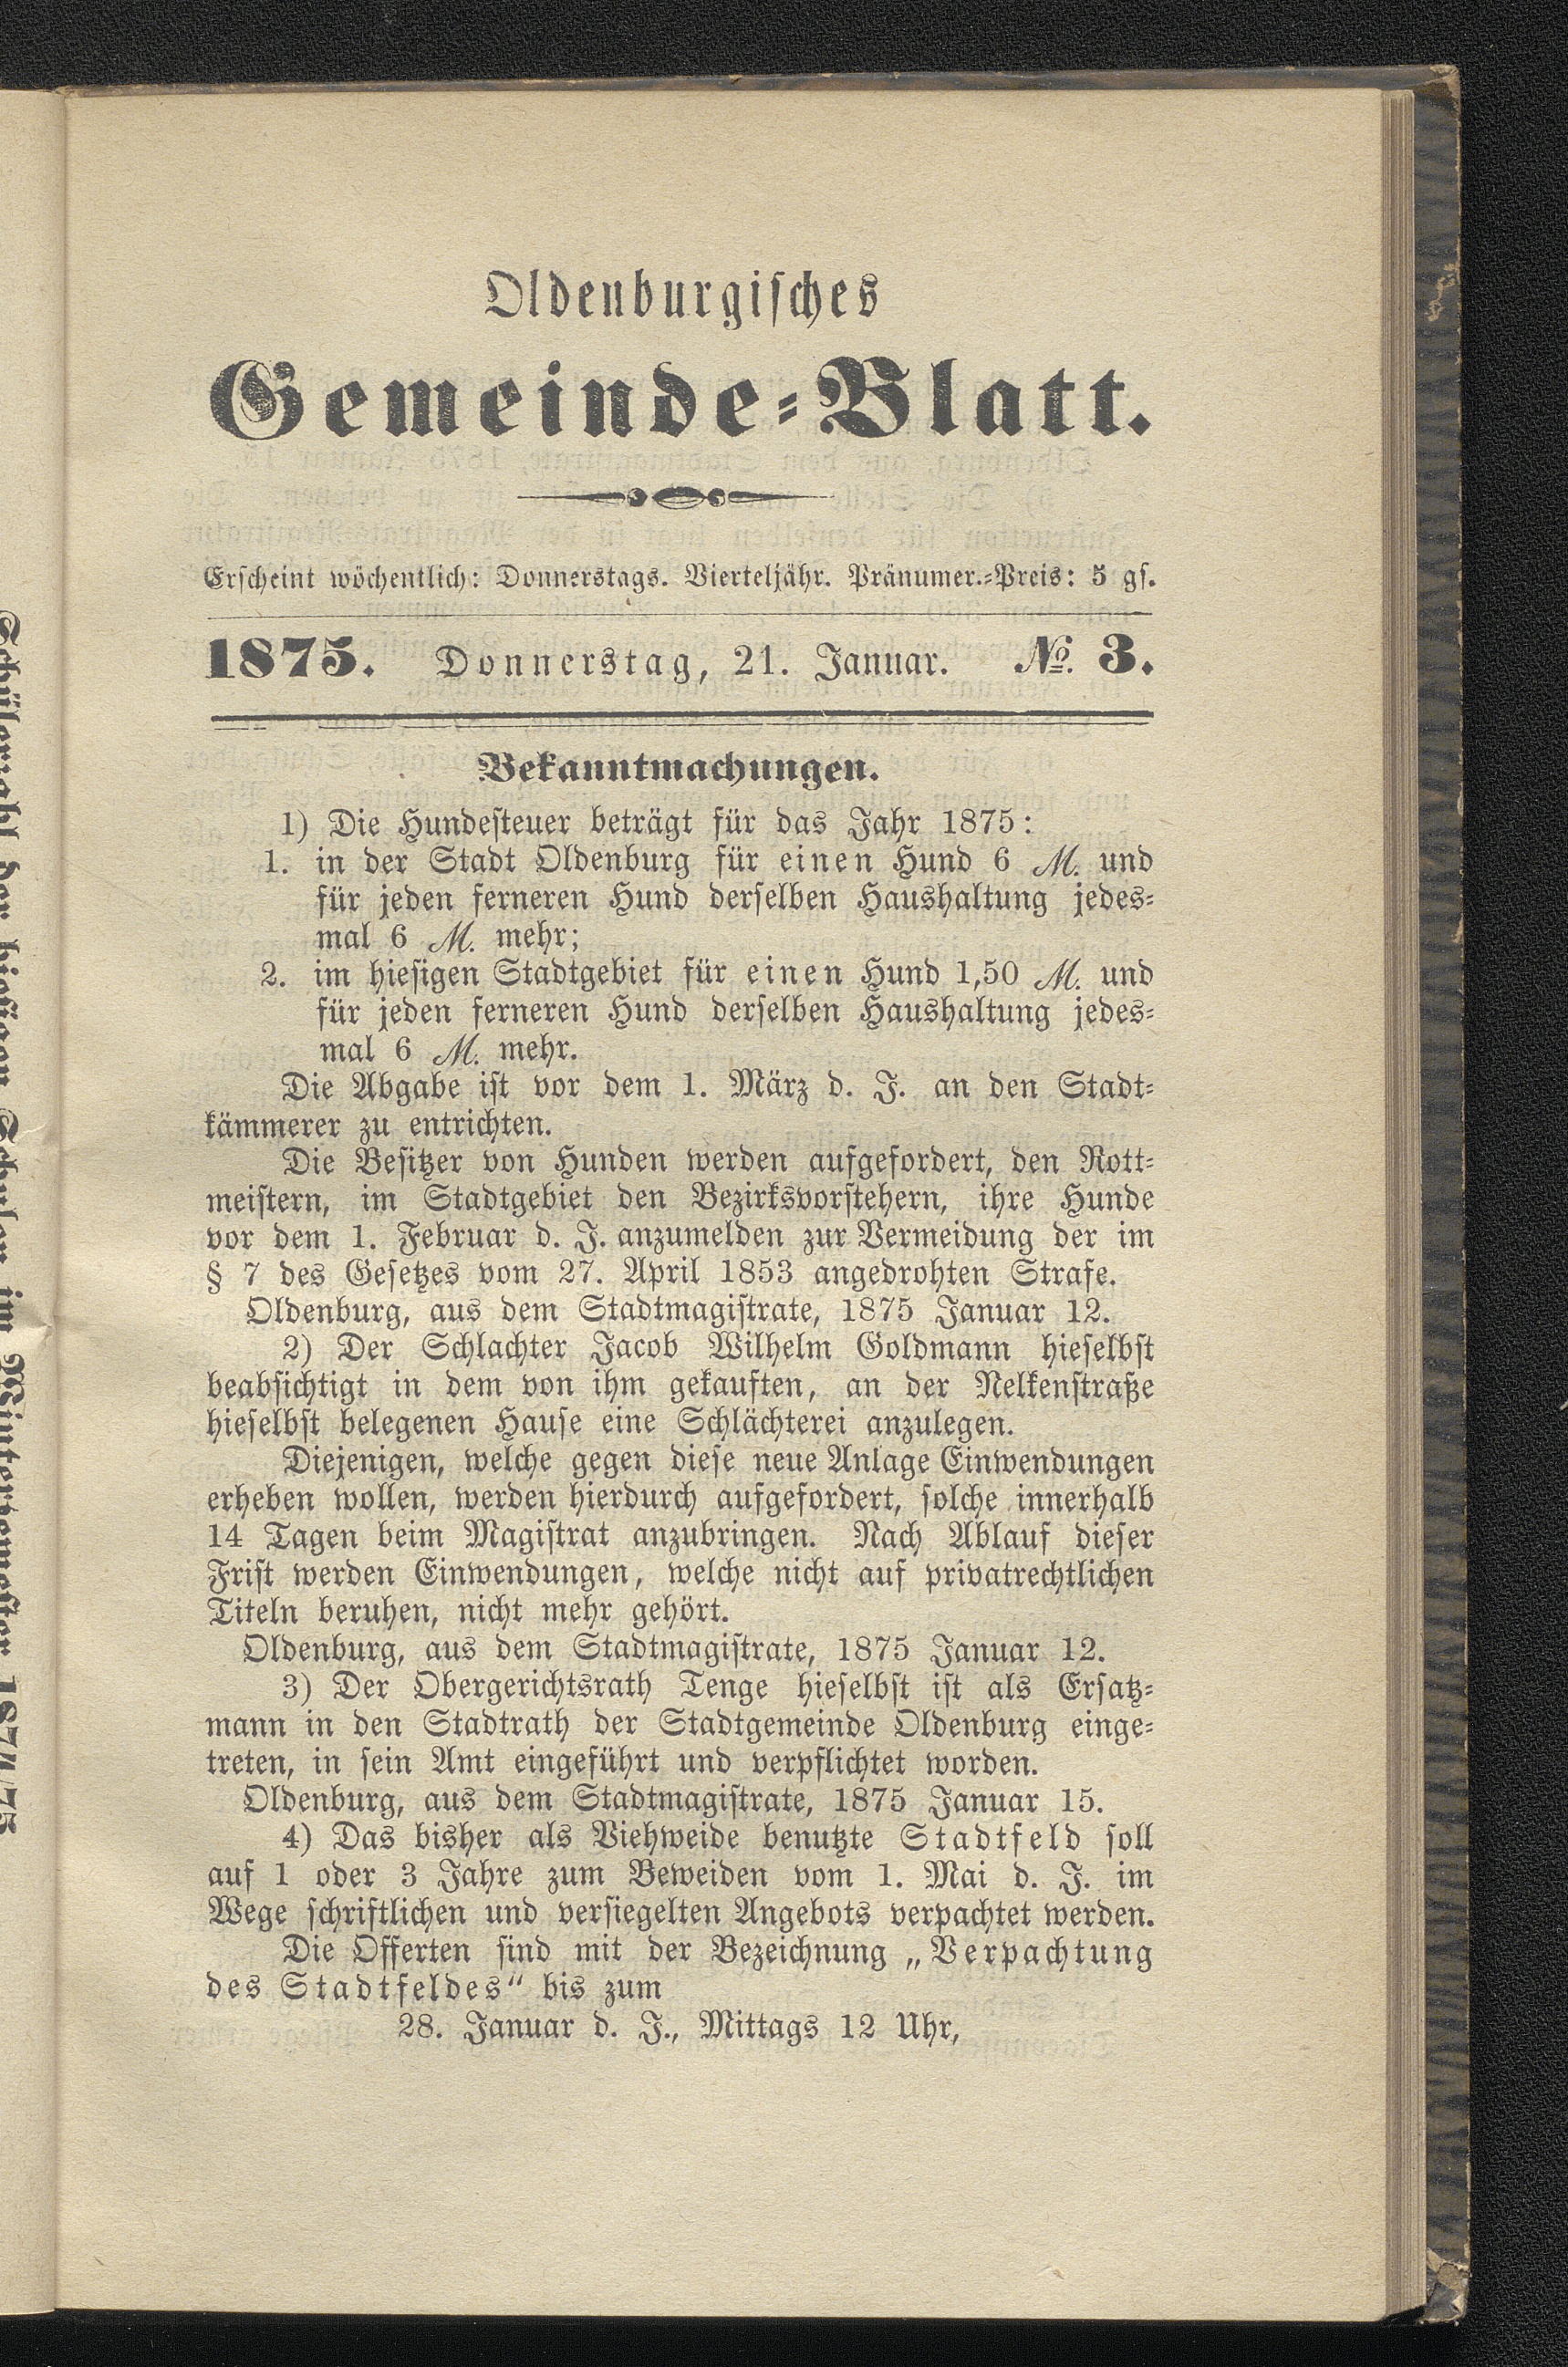 Oldenburgisches
Gemeinde-Blatt.
Erscheint wöchentlich: Donnerstags. Vierteljähr. Pränumer.-Preis: 5 gs.
1875. Donnerstag, 21. Januar. No. 3.
Bekanntmachungen.
1) Die Hundesteuer beträgt für das Jahr 1875:
1. in der Stadt Oldenburg für einen Hund 6 M. und
für jeden ferneren Hund derselben Haushaltung jedes-
mal 6 M. mehr;
2. im hiesigen Stadtgebiet für einen Hund 1,50 M. und
für jeden ferneren Hund derselben Haushaltung jedes-
mal 6 M. mehr.
Die Abgabe ist vor dem 1. März d. J. an den Stadt-
kämmerer zu entrichten.
Die Besitzer von Hunden werden aufgefordert, den Rott-
meistern, im Stadtgebiet den Bezirksvorstehern, ihre Hunde
vor dem 1. Februar d. J. anzumelden zur Vermeidung der im
§ 7 des Gesetzes vom 27. April 1853 angedrohten Strafe.
Oldenburg, aus dem Stadtmagistrate, 1875 Januar 12.
2) Der Schlachter Jacob Wilhelm Goldmann hieselbst
beabsichtigt in dem von ihm gekauften, an der Nelkenstraße
hieselbst belegenen Hause eine Schlächterei anzulegen.
Diejenigen, welche gegen diese neue Anlage Einwendungen
erheben wollen, werden hierdurch aufgefordert, solche innerhalb
14 Tagen beim Magistrat anzubringen. Nach Ablauf dieser
Frist werden Einwendungen, welche nicht auf privatrechtlichen
Titeln beruhen, nicht mehr gehört.
Oldenburg, aus dem Stadtmagistrate, 1875 Januar 12.
3) Der Obergerichtsrath Tenge hieselbst ist als Ersatz-
mann in den Stadtrath der Stadtgemeinde Oldenburg einge-
treten, in sein Amt eingeführt und verpflichtet worden.
Oldenburg, aus dem Stadtmagistrate, 1875 Januar 15.
4) Das bisher als Viehweide benutzte Stadtfeld soll
auf 1 oder 3 Jahre zum Beweiden vom 1. Mai d. J. im
Wege schriftlichen und versiegelten Angebots verpachtet werden.
Die Offerten sind mit der Bezeichnung „Verpachtung
des Stadtfeldes“ bis zum
28. Januar d. J., Mittags 12 Uhr,